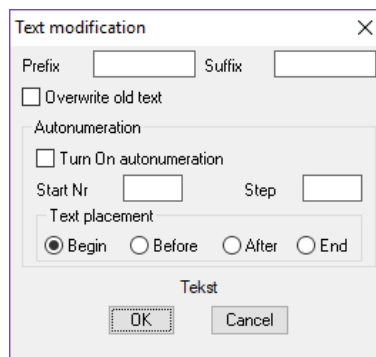 Text modification
Prefix Suffix
Overwrite old text
Autonumeration
Turn On autonumeration
Start Nr Step
Text placement
Begin Before After End
Tekst
OK Cancel